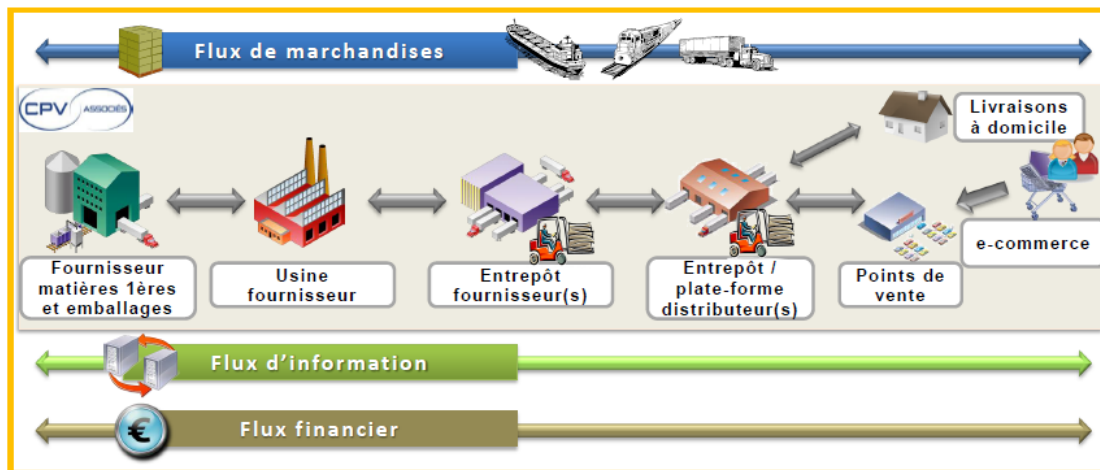 Flux de marchandises
CPV ASSOCIÉS
Livraisons
à domicile
e-commerce
Fournisseur
matières 1ères
et emballages
Usine
fournisseur
Entrepôt
fournisseur(s)
Entrepôt /
plate-forme
distributeur(s)
Points de
vente
Flux d’information
€
Flux financier